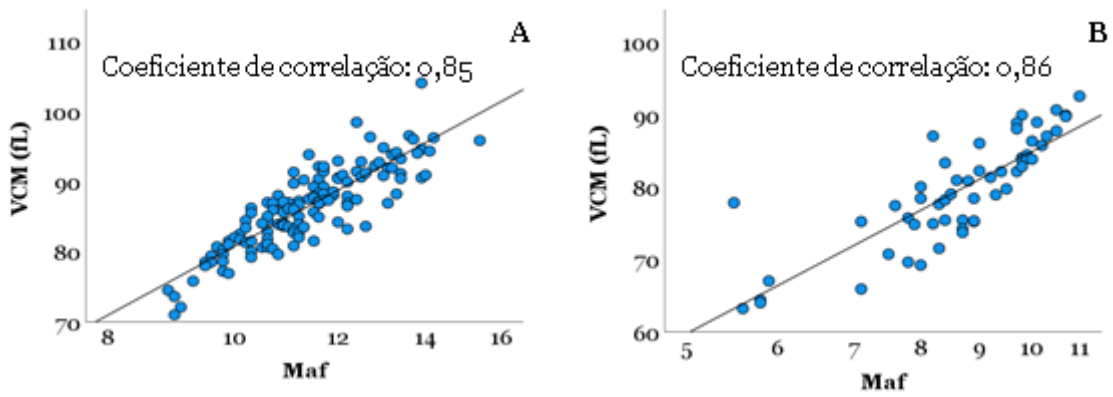 A
Coeficiente de correlação: 0,85
110
100
90
80
70
VCM (fL)
8 10 12 14 16
Maf
B
Coeficiente de correlação: 0,86
100
90
80
70
60
VCM (fL)
5 6 7 8 9 10 11
Maf